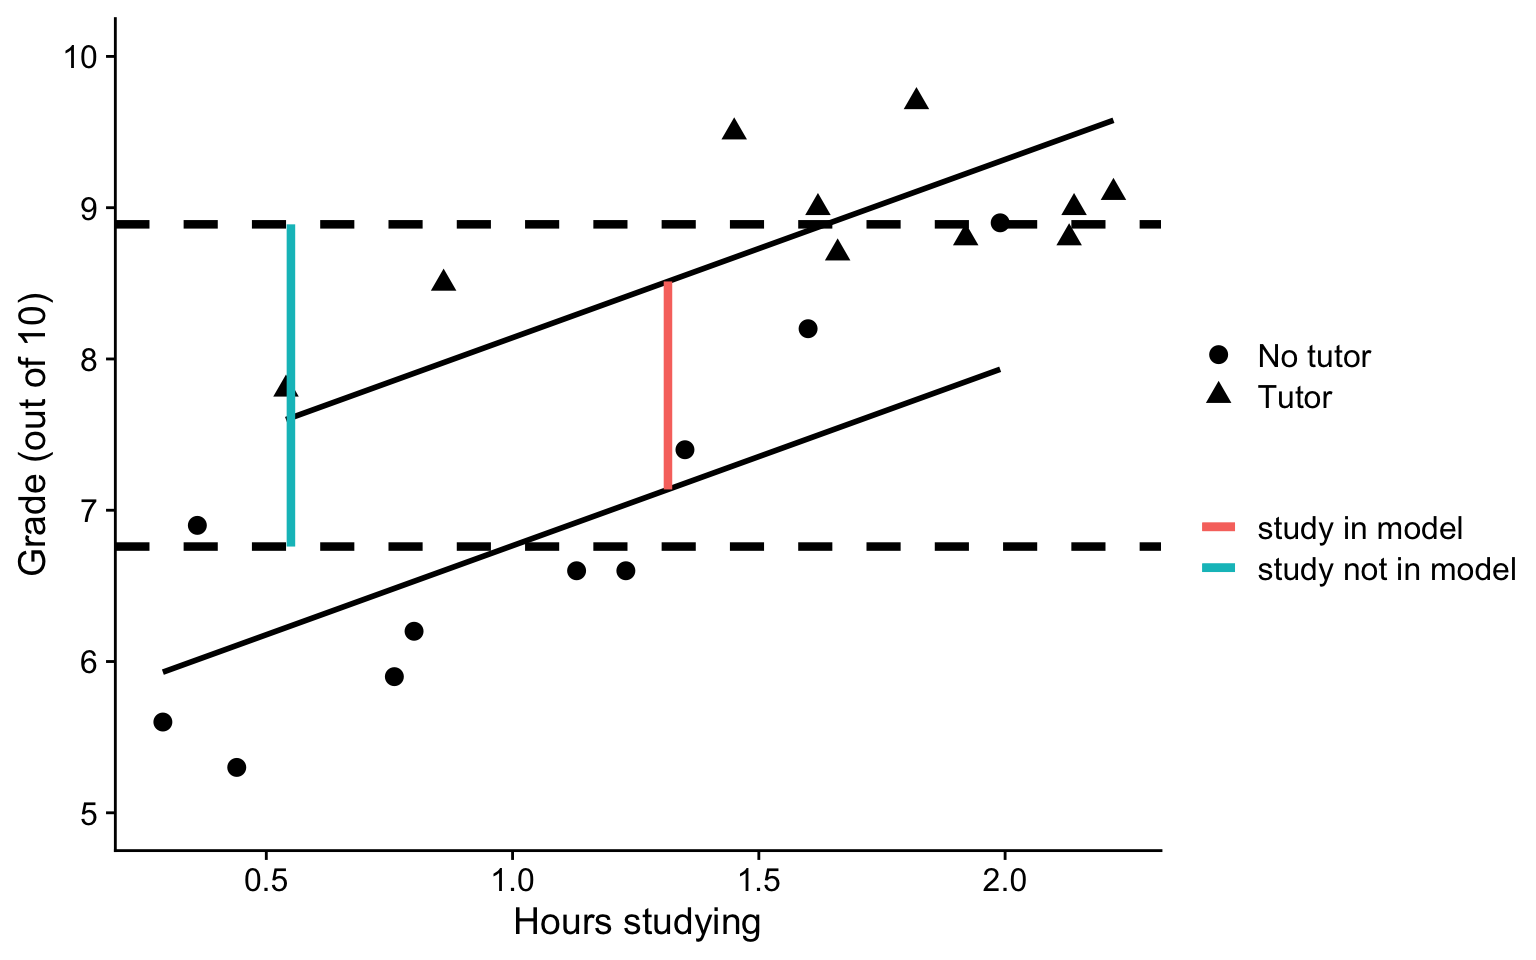 Grade (out of 10)
10
9
8
7
6
5
0.5 1.0 1.5 2.0
Hours studying
No tutor
Tutor
study in model
study not in model